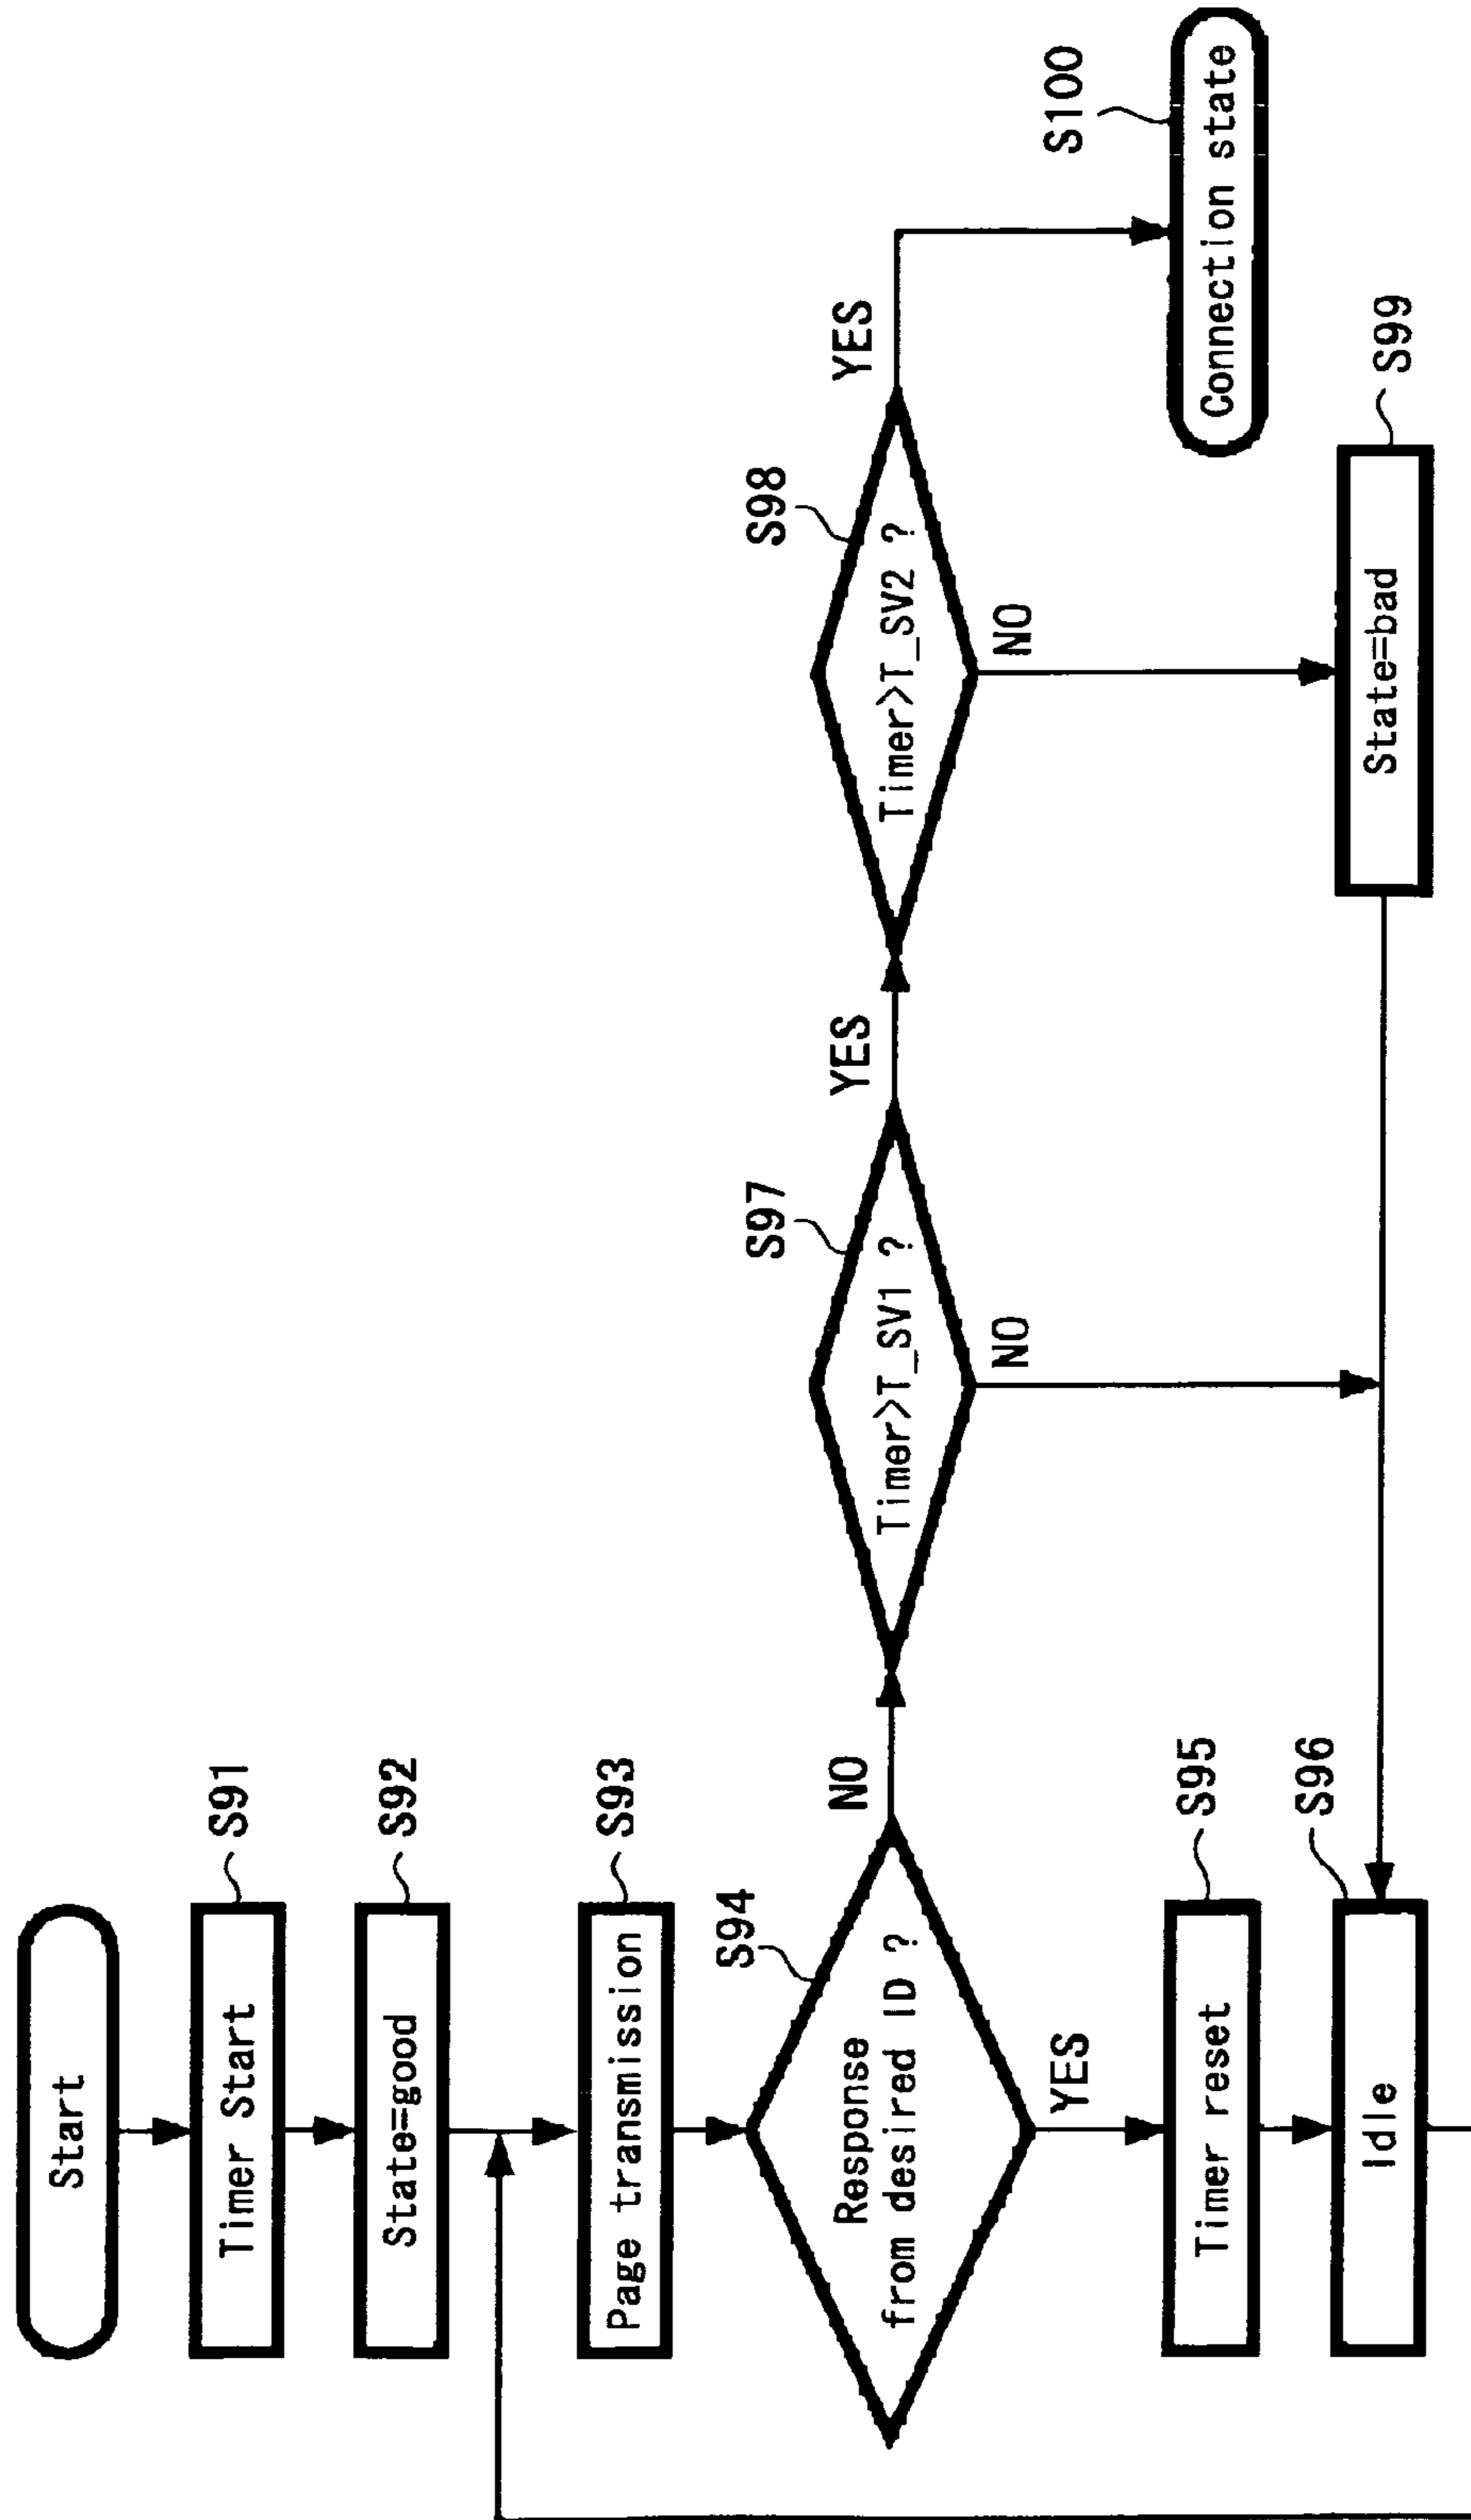 Start
Timer Start
S91
State=good
S92
Page transmission
S93
Response
from desired ID ?
S94
NO
YES
Timer reset
S95
Idle
S96
Timer>T_SV1 ?
S97
YES
NO
Timer>T_SV2 ?
S98
YES
NO
State=bad
S99
Connection state
S100